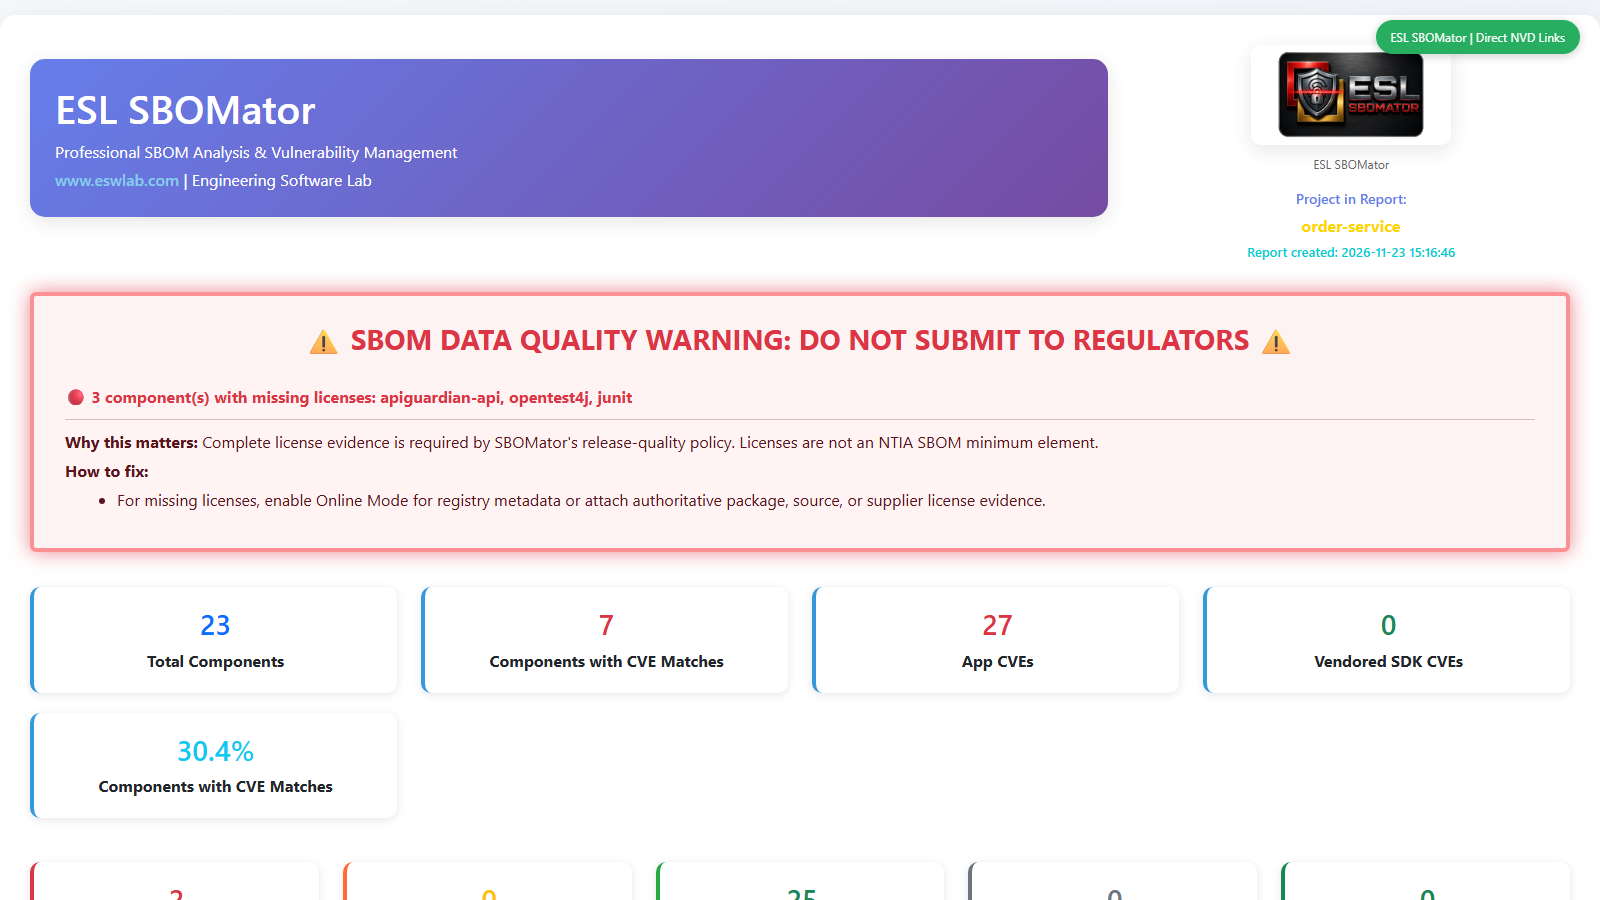 ESL SBOMator | Direct NVD Links
ESL SBOMator
Professional SBOM Analysis & Vulnerability Management
www.eswlab.com | Engineering Software Lab
ESL
SBOMATOR
ESL SBOMator
Project in Report:
order-service
Report created: 2026-11-23 15:16:46
⚠️ SBOM DATA QUALITY WARNING: DO NOT SUBMIT TO REGULATORS ⚠️
🔴 3 component(s) with missing licenses: apiguardian-api, opentest4j, junit
Why this matters: Complete license evidence is required by SBOMator's release-quality policy. Licenses are not an NTIA SBOM minimum element.
How to fix:
• For missing licenses, enable Online Mode for registry metadata or attach authoritative package, source, or supplier license evidence.
23
Total Components
7
Components with CVE Matches
27
App CVEs
0
Vendored SDK CVEs
30.4%
Components with CVE Matches
2
0
25
0
0